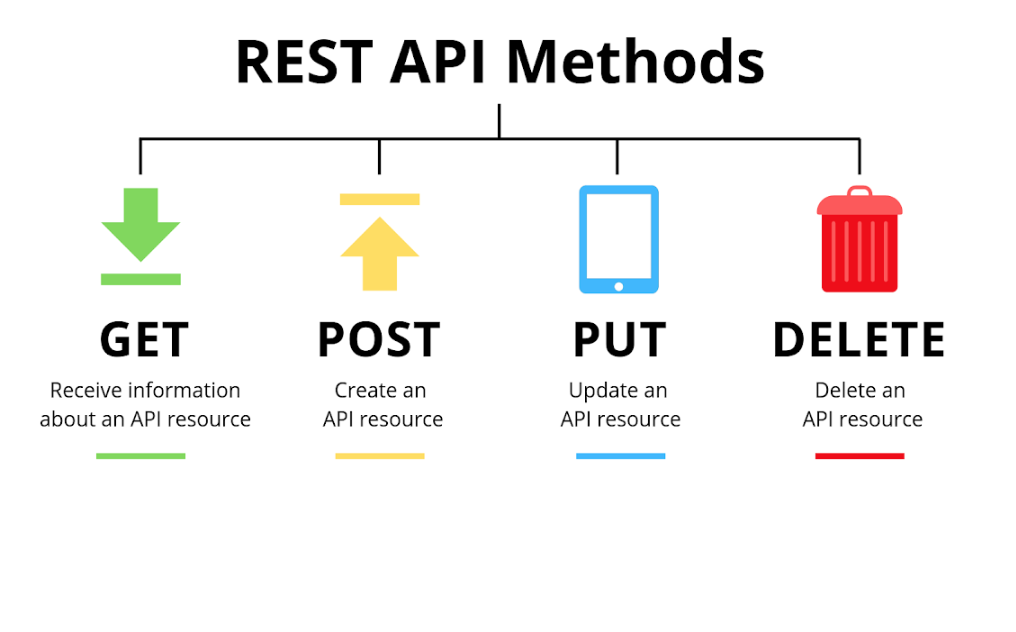 REST API Methods
GET
Receive information
about an API resource
POST
Create an
API resource
PUT
Update an
API resource
DELETE
Delete an
API resource